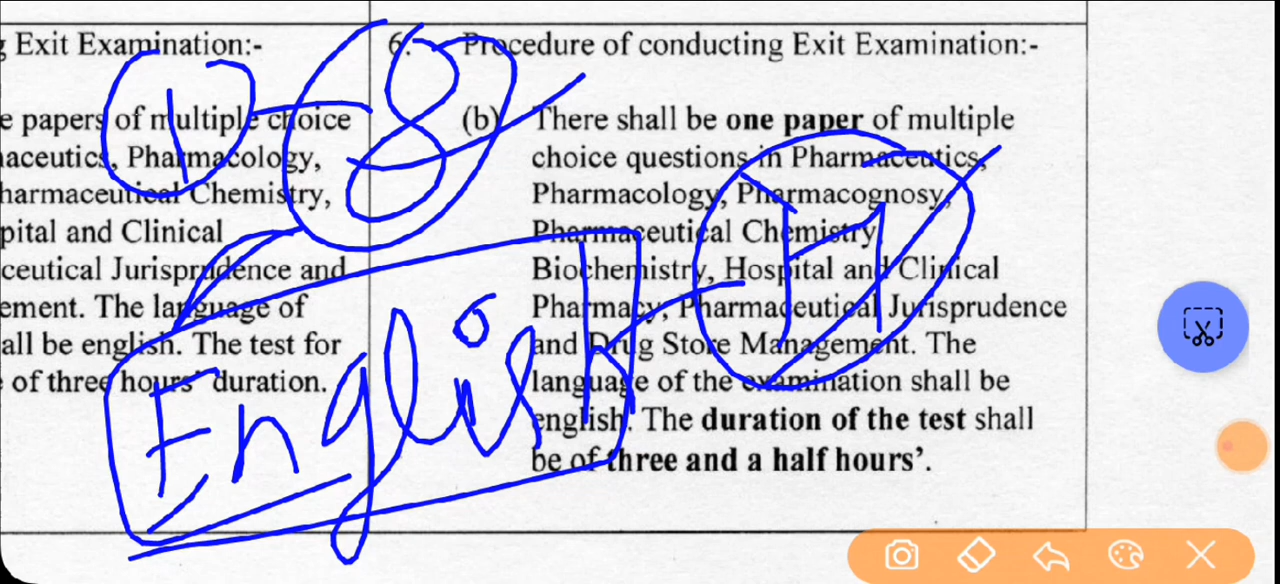 g Exit Examination:-
e papers of multiple choice
aceutics, Pharmacology,
harmaceutical Chemistry,
pital and Clinical
ceutical Jurisprudence and
ement. The language of
all be english. The test for
of three hours' duration.
6. Procedure of conducting Exit Examination:-
(b) There shall be one paper of multiple
choice questions in Pharmaceutics,
Pharmacology, Pharmacognosy,
Pharmaceutical Chemistry
Biochemistry, Hospital and Clinical
Pharmacy, Pharmaceutical Jurisprudence
and Drug Store Management. The
language of the examination shall be
english. The duration of the test shall
be of three and a half hours'.
1
8
H
English